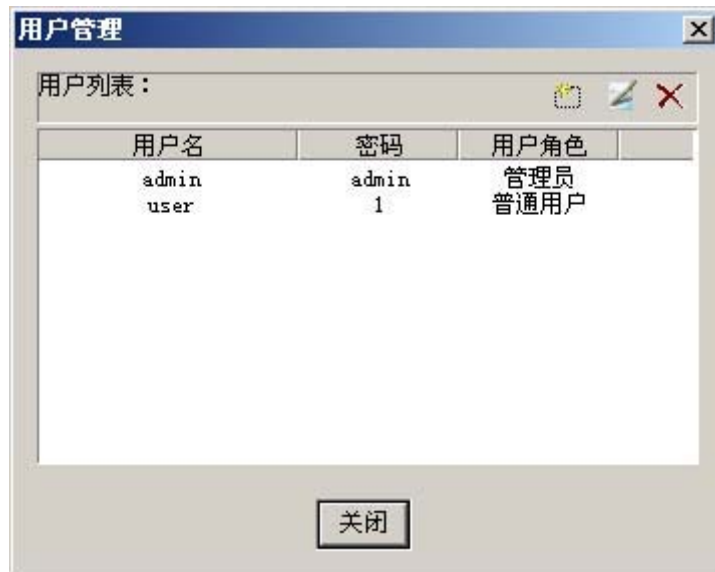 用户管理
用户列表：
用户名 密码 用户角色
admin admin 管理员
user 1 普通用户
关闭